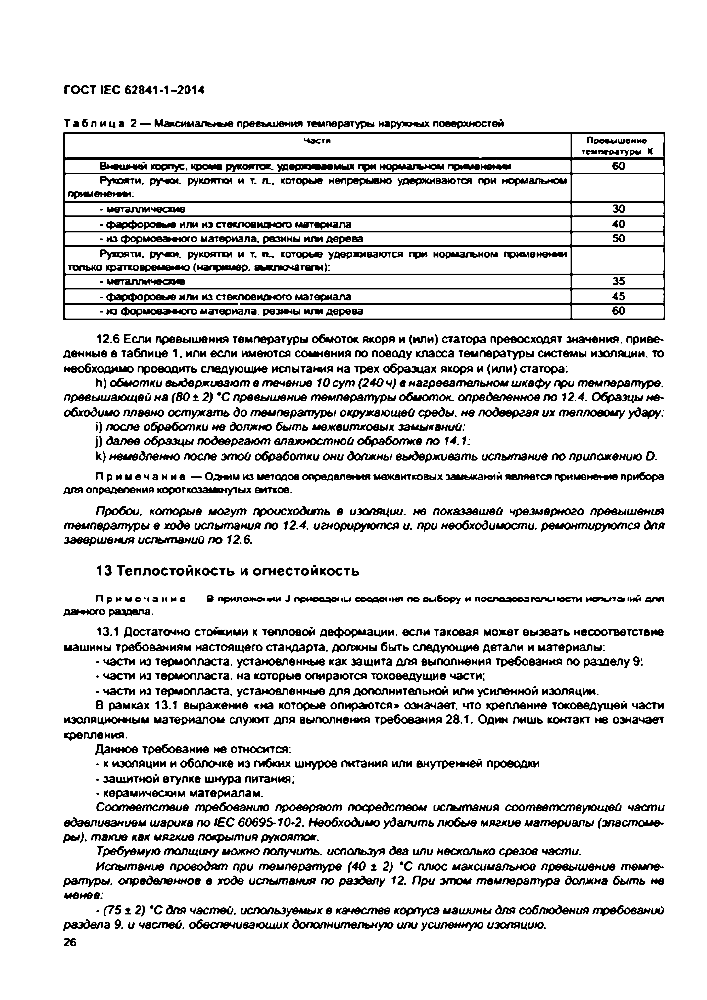 ГОСТ IEC 62841-1–2014
Таблица 2 — Максимальные превышения температуры наружных поверхностей
Части
Превышение
температуры К
Внешний корпус, кроме рукояток, удерживаемых при нормальном применении
60
Рукояти, ручки, рукоятки и т. п., которые непрерывно удерживаются при нормальном
применении:
- металлические
30
- фарфоровые или из стекловидного материала
40
- из формованного материала, резины или дерева
50
Рукояти, ручки, рукоятки и т. п., которые удерживаются при нормальном применении
только кратковременно (например, выключатели):
- металлические
35
- фарфоровые или из стекловидного материала
45
- из формованного материала, резины или дерева
60
12.6 Если превышения температуры обмоток якоря и (или) статора превосходят значения, приве-
денные в таблице 1, или если имеются сомнения по поводу класса температуры системы изоляции, то
необходимо проводить следующие испытания на трех образцах якоря и (или) статора:
h) обмотки выдерживают в течение 10 сут (240 ч) в нагревательном шкафу при температуре,
превышающей на (80 ± 2) °С превышение температуры обмоток, определенное по 12.4. Образцы не-
обходимо плавно остужать до температуры окружающей среды, не подвергая их тепловому удару;
i) после обработки не должно быть межвитковых замыканий;
j) далее образцы подвергают влажностной обработке по 14.1;
k) немедленно после этой обработки они должны выдерживать испытание по приложению D.
Примечание — Одним из методов определения межвитковых замыканий является применение прибора
для определения короткозамкнутых витков.
Пробои, которые могут происходить в изоляции, не показавшей чрезмерного превышения
температуры в ходе испытания по 12.4, игнорируются и, при необходимости, ремонтируются для
завершения испытаний по 12.6.
13 Теплостойкость и огнестойкость
Примечание В приложении J приведены сведения по выбору и последовательности испытаний для
данного раздела.
13.1 Достаточно стойкими к тепловой деформации, если таковая может вызвать несоответствие
машины требованиям настоящего стандарта, должны быть следующие детали и материалы:
- части из термопласта, установленные как защита для выполнения требования по разделу 9;
- части из термопласта, на которые опираются токоведущие части;
- части из термопласта, установленные для дополнительной или усиленной изоляции.
В рамках 13.1 выражение «на которые опираются» означает, что крепление токоведущей части
изоляционным материалом служит для выполнения требования 28.1. Один лишь контакт не означает
крепления.
Данное требование не относится:
- к изоляции и оболочке из гибких шнуров питания или внутренней проводки
- защитной втулке шнура питания;
- керамическим материалам.
Соответствие требованию проверяют посредством испытания соответствующей части
вдавливанием шарика по IEC 60695-10-2. Необходимо удалить любые мягкие материалы (эластоме-
ры), такие как мягкие покрытия рукояток.
Требуемую толщину можно получить, используя два или несколько срезов части.
Испытание проводят при температуре (40 ± 2) °С плюс максимальное превышение темпе-
ратуры, определенное в ходе испытания по разделу 12. При этом температура должна быть не
менее:
- (75 ± 2) °С для частей, используемых в качестве корпуса машины для соблюдения требований
раздела 9, и частей, обеспечивающих дополнительную или усиленную изоляцию.
26